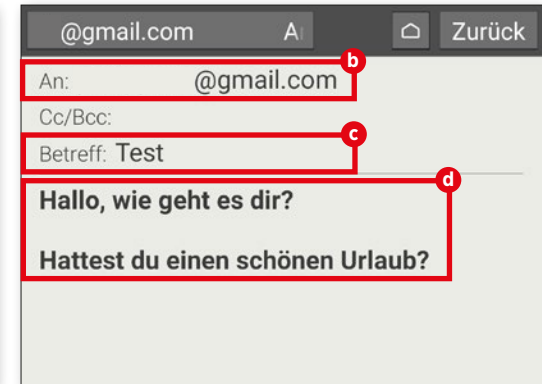 @gmail.com A Zurück
b
An: @gmail.com
Cc/Bcc:
c
Betreff: Test
d
Hallo, wie geht es dir?
Hattest du einen schönen Urlaub?